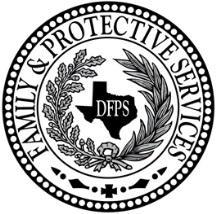 FAMILY & PROTECTIVE SERVICES
DFPS